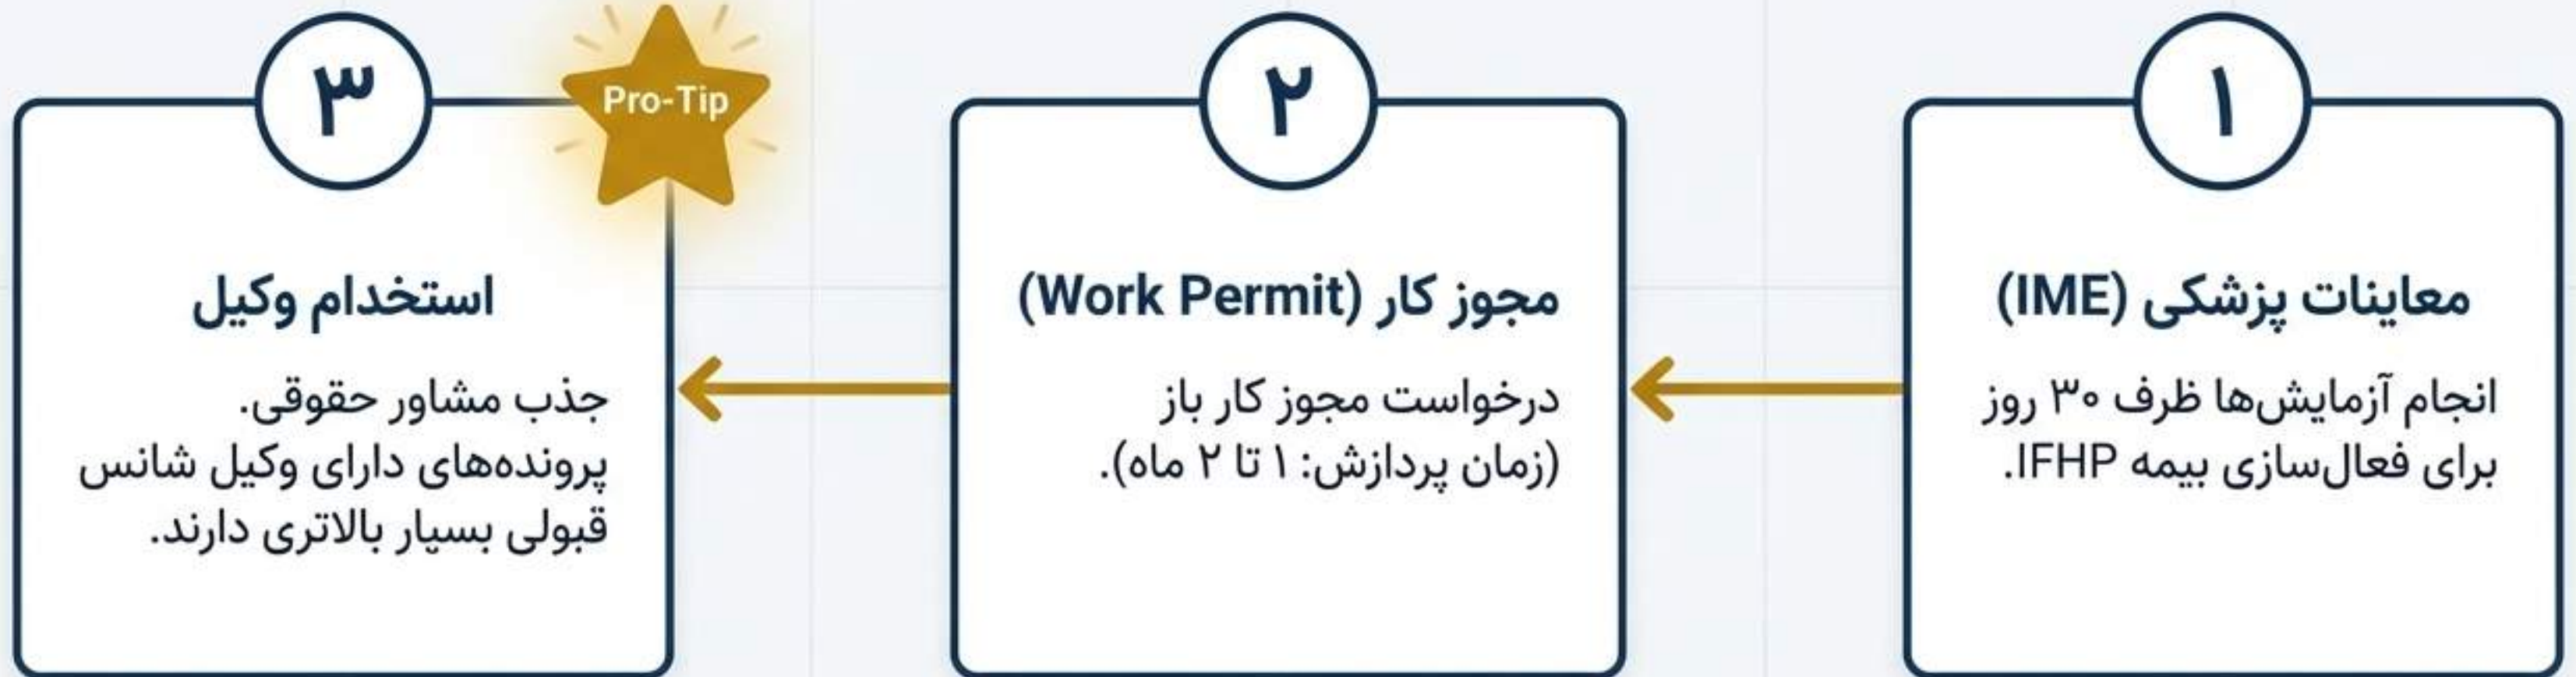 ۱
معاینات پزشکی (IME)
انجام آزمایش‌ها ظرف ۳۰ روز
برای فعال‌سازی بیمه IFHP.
۲
مجوز کار (Work Permit)
درخواست مجوز کار باز
(زمان پردازش: ۱ تا ۲ ماه).
۳
Pro-Tip
استخدام وکیل
جذب مشاور حقوقی.
پرونده‌های دارای وکیل شانس
قبولی بسیار بالاتری دارند.